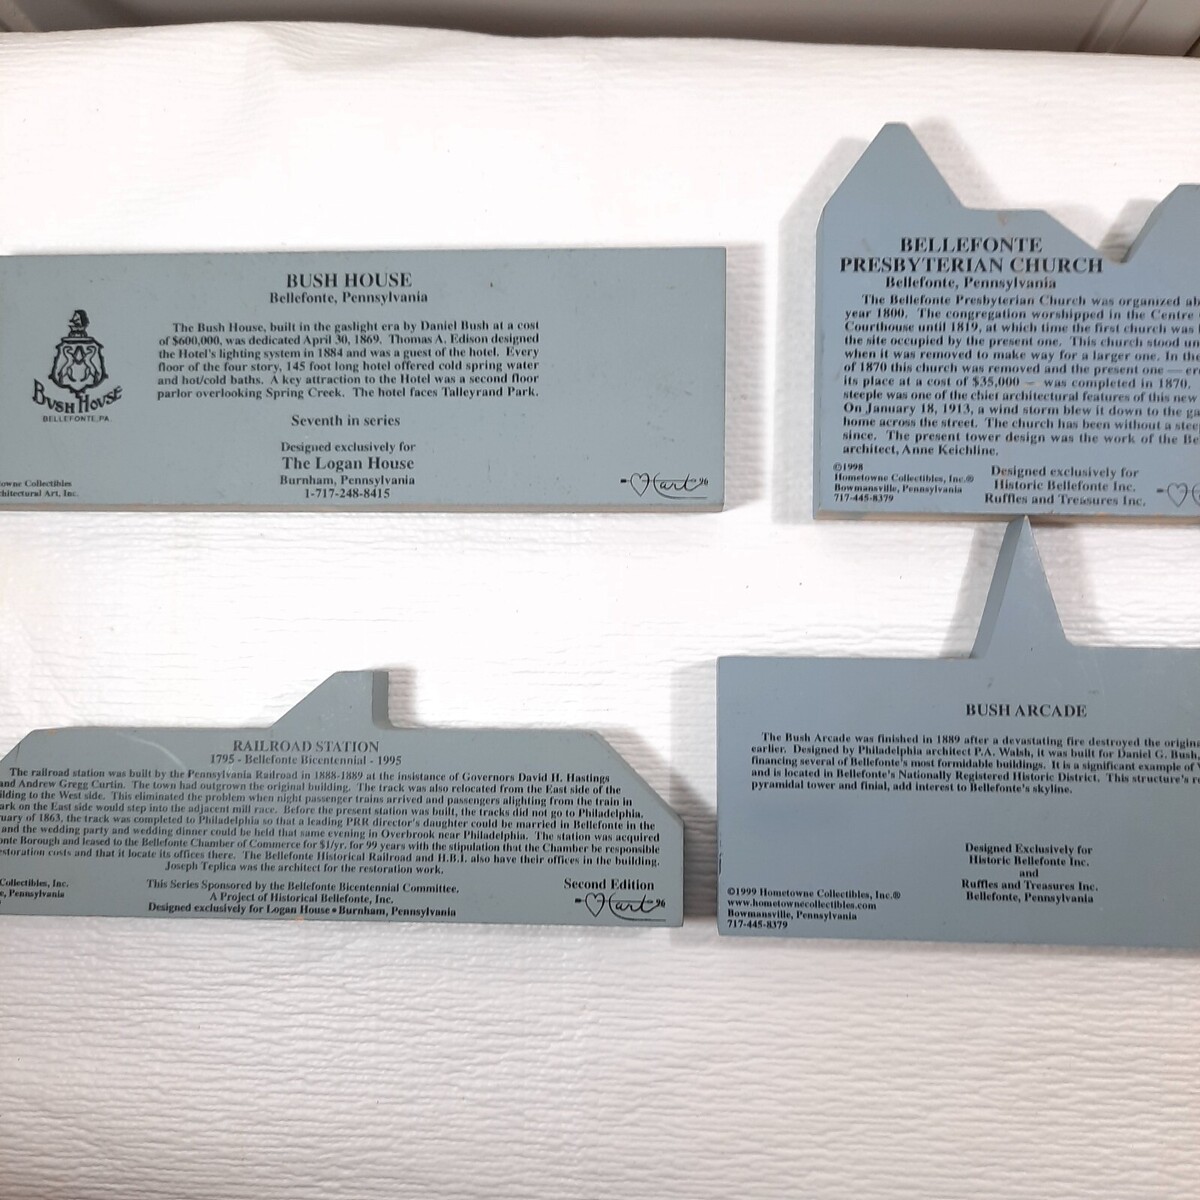 BUSH HOUSE
Bellefonte, Pennsylvania
The Bush House, built in the gaslight era by Daniel Bush at a cost
of $600,000, was dedicated April 30, 1869. Thomas A. Edison designed
the Hotel's lighting system in 1884 and was a guest of the hotel. Every
floor of the four story, 145 foot long hotel offered cold spring water
and hot/cold baths. A key attraction to the Hotel was a second floor
parlor overlooking Spring Creek. The hotel faces Talleyrand Park.
BUSH HOUSE
BELLEFONTE, PA.
Seventh in series
Designed exclusively for
The Logan House
Burnham, Pennsylvania
1-717-248-8415
towne Collectibles
chitectural Art, Inc.
Hart 96
BELLEFONTE
PRESBYTERIAN CHURCH
Bellefonte, Pennsylvania
The Bellefonte Presbyterian Church was organized ab
year 1800. The congregation worshipped in the Centre
Courthouse until 1819, at which time the first church was
the site occupied by the present one. This church stood un
when it was removed to make way for a larger one. In the
of 1870 this church was removed and the present one — ere
its place at a cost of $35,000 — was completed in 1870.
steeple was one of the chief architectural features of this new
On January 18, 1913, a wind storm blew it down to the ga
home across the street. The church has been without a stee
since. The present tower design was the work of the Be
architect, Anne Keichline.
©1998
Hometowne Collectibles, Inc.®
Bowmansville, Pennsylvania
717-445-8379
Designed exclusively for
Historic Bellefonte Inc.
Ruffles and Treasures Inc.
RAILROAD STATION
1795 - Bellefonte Bicentennial - 1995
The railroad station was built by the Pennsylvania Railroad in 1888-1889 at the insistance of Governors David H. Hastings
and Andrew Gregg Curtin. The town had outgrown the original building. The track was also relocated from the East side of the
ilding to the West side. This eliminated the problem when night passenger trains arrived and passengers alighting from the train in
ark on the East side would step into the adjacent mill race. Before the present station was built, the tracks did not go to Philadelphia.
uary of 1863, the track was completed to Philadelphia so that a leading PRR director's daughter could be married in Bellefonte in the
and the wedding party and wedding dinner could be held that same evening in Overbrook near Philadelphia. The station was acquired
onte Borough and leased to the Bellefonte Chamber of Commerce for $1/yr. for 99 years with the stipulation that the Chamber be responsible
estoration costs and that it locate its offices there. The Bellefonte Historical Railroad and H.B.I. also have their offices in the building.
Joseph Teplica was the architect for the restoration work.
Collectibles, Inc.
e, Pennsylvania
This Series Sponsored by the Bellefonte Bicentennial Committee.
A Project of Historical Bellefonte, Inc.
Designed exclusively for Logan House • Burnham, Pennsylvania
Second Edition
Hart 96
BUSH ARCADE
The Bush Arcade was finished in 1889 after a devastating fire destroyed the origin
earlier. Designed by Philadelphia architect P.A. Walsh, it was built for Daniel G. Bush,
financing several of Bellefonte's most formidable buildings. It is a significant example of V
and is located in Bellefonte's Nationally Registered Historic District. This structure's r
pyramidal tower and finial, add interest to Bellefonte's skyline.
Designed Exclusively for
Historic Bellefonte Inc.
and
Ruffles and Treasures Inc.
Bellefonte, Pennsylvania
©1999 Hometowne Collectibles, Inc.®
www.hometownecollectibles.com
Bowmansville, Pennsylvania
717-445-8379